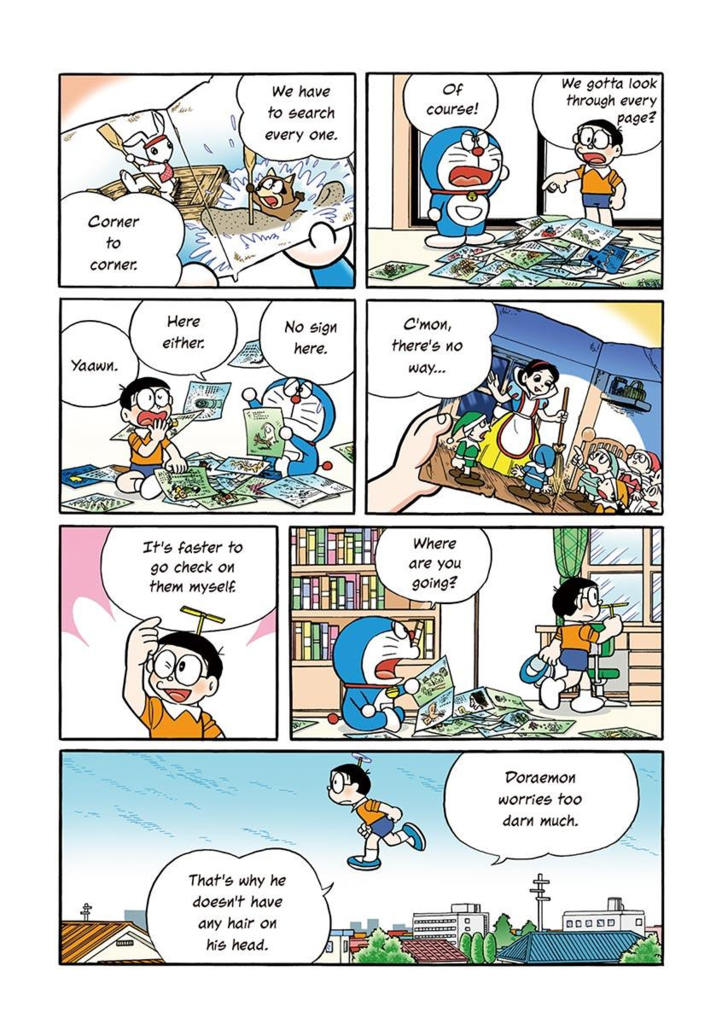 We have
to search
every one.
Corner
to
corner.
Of
course!
We gotta look
through every
page?
Yaawn.
Here
either.
No sign
here.
C'mon,
there's no
way...
It's faster to
go check on
them myself.
Where
are you
going?
Doraemon
worries too
darn much.
That's why he
doesn't have
any hair on
his head.